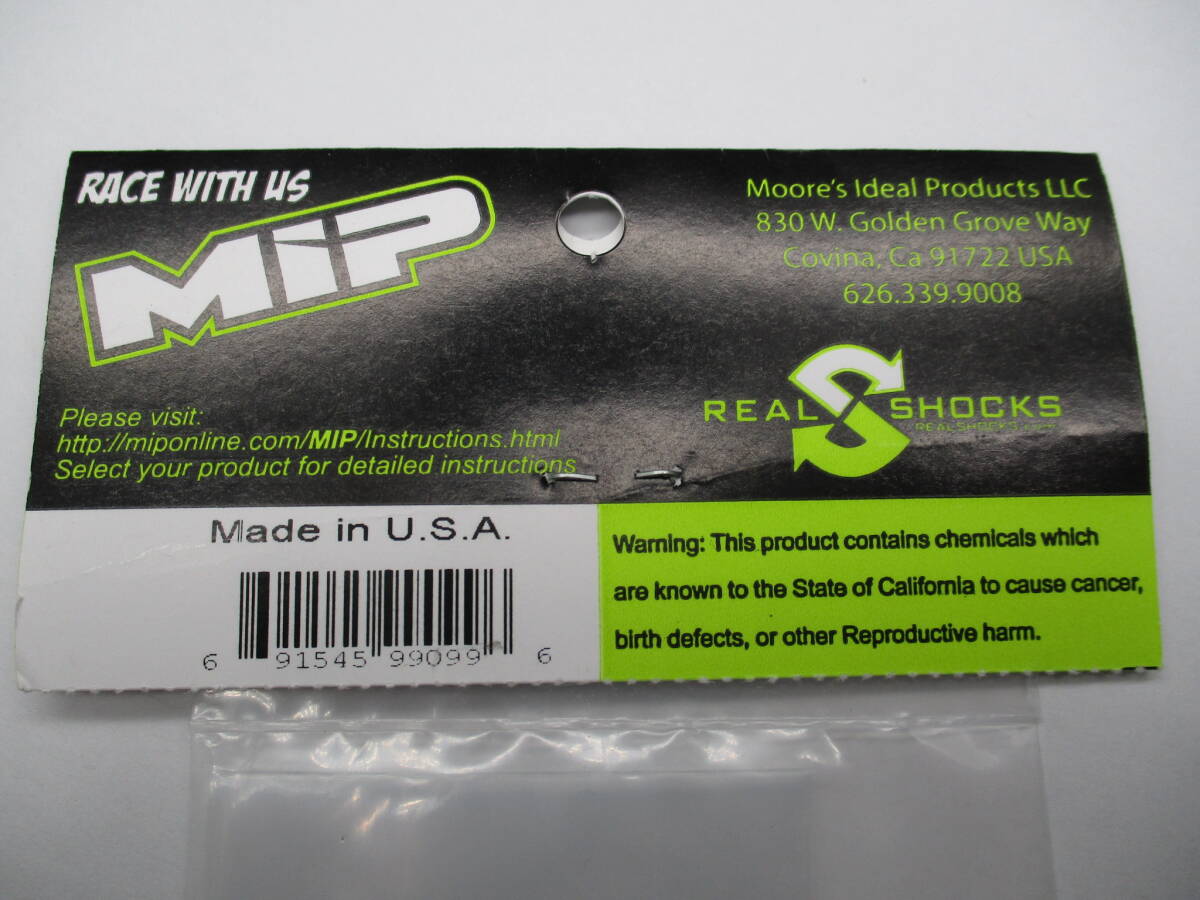 RACE WITH US
MiP
Moore's Ideal Products LLC
830 W. Golden Grove Way
Covina, Ca 91722 USA
626.339.9008
REAL S SHOCKS
REALSHOCKS.com
Please visit:
http://miponline.com/MIP/Instructions.html
Select your product for detailed instructions
Made in U.S.A.
6 91545 99099 6
Warning: This product contains chemicals which
are known to the State of California to cause cancer,
birth defects, or other Reproductive harm.